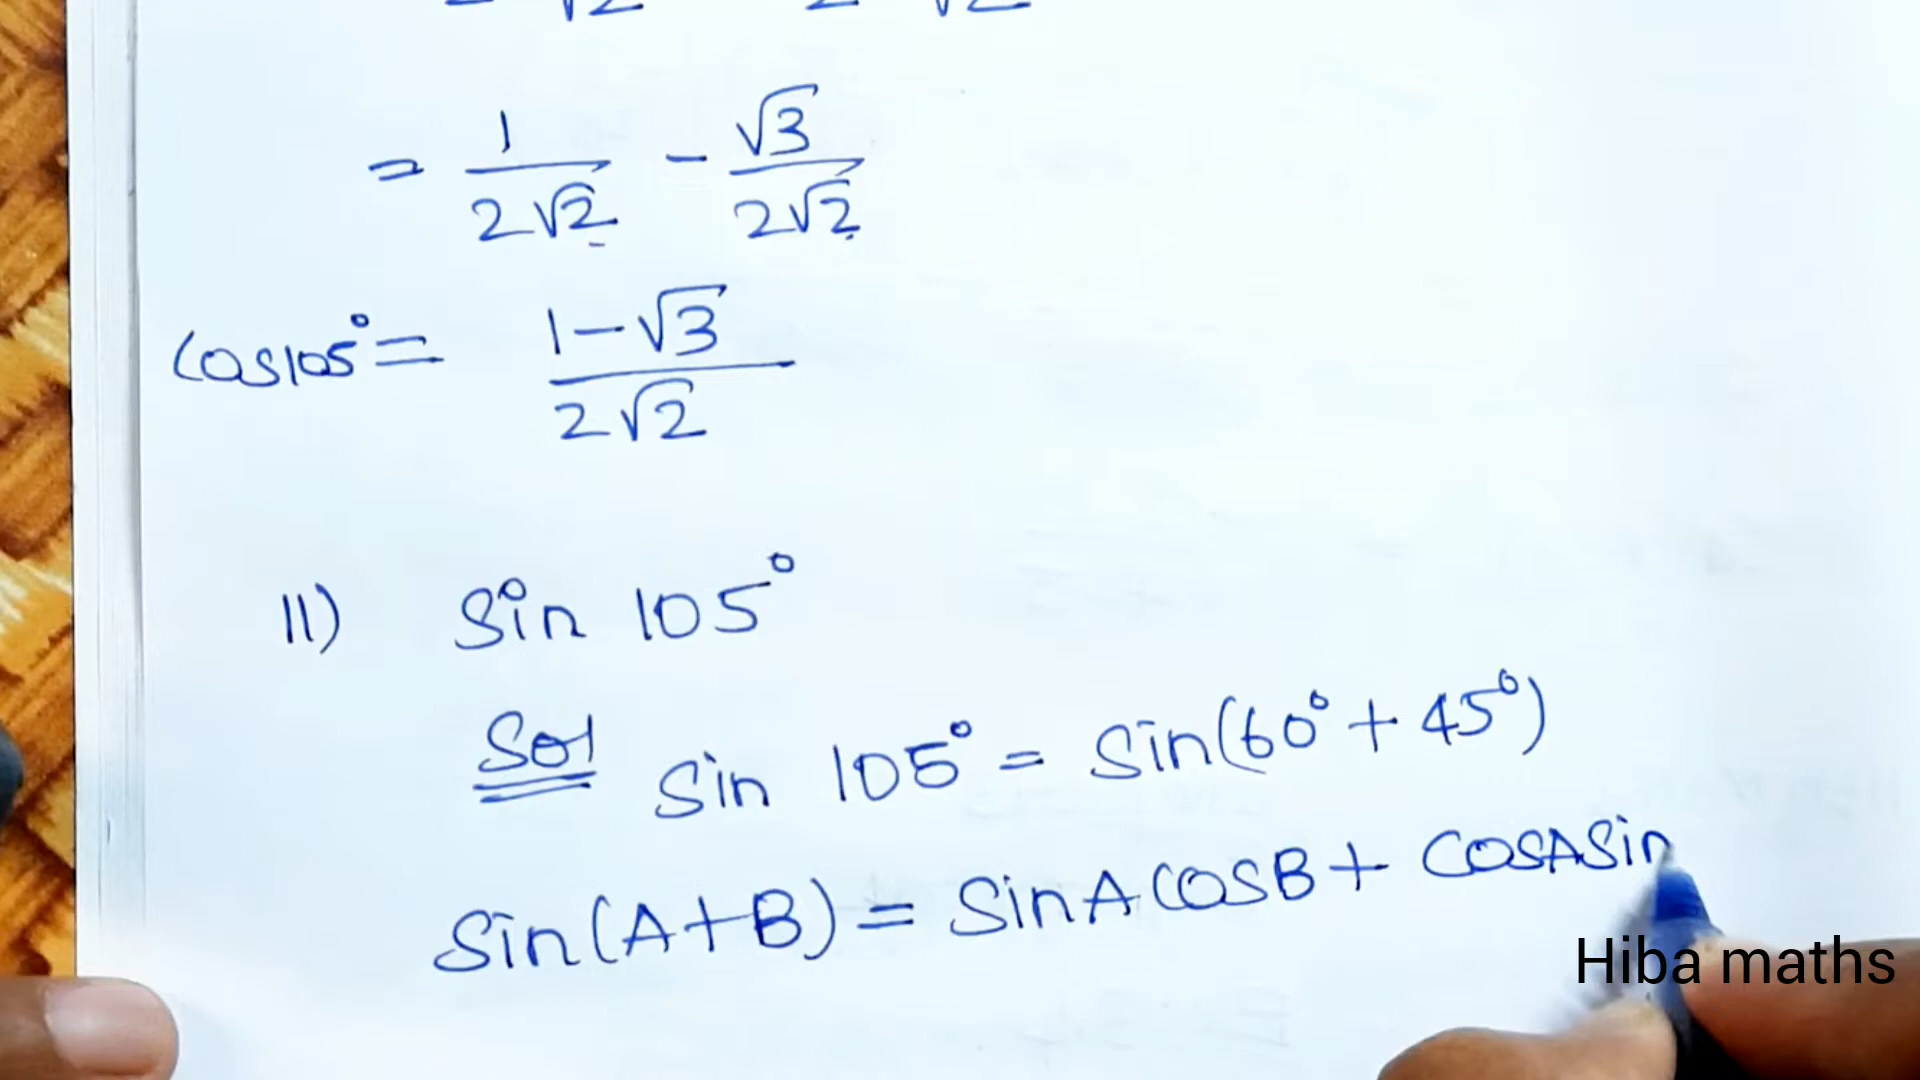 = 1/2√2 - √3/2√2
Cos105° = 1-√3/2√2
II) Sin 105°
Sol Sin 105° = Sin(60° + 45°)
Sin(A+B) = SinA CosB + CosASin
Hiba maths